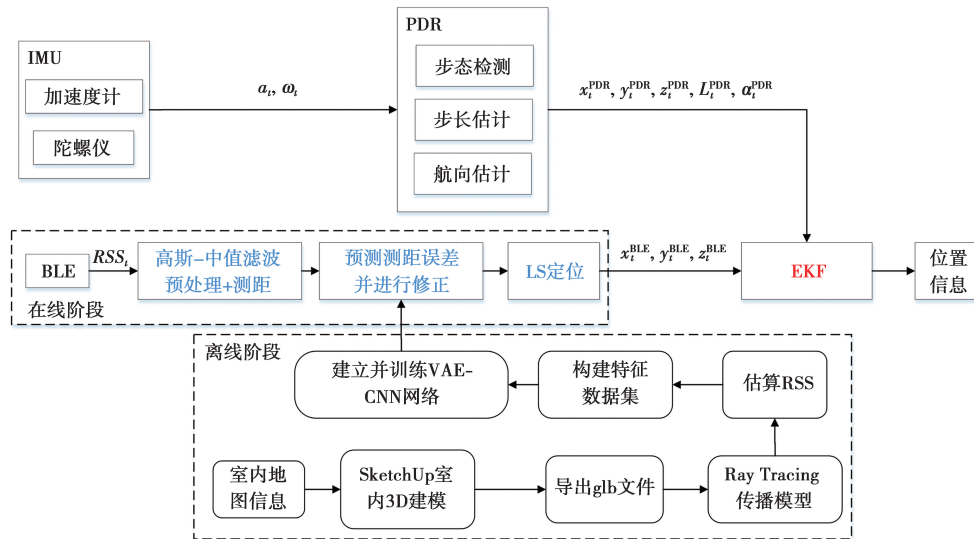 IMU
加速度计
陀螺仪
a_t, ω_t
PDR
步态检测
步长估计
航向估计
x_t^PDR, y_t^PDR, z_t^PDR, L_t^PDR, α_t^PDR
BLE
RSS_t
高斯-中值滤波
预处理+测距
预测测距误差
并进行修正
LS定位
x_t^BLE, y_t^BLE, z_t^BLE
EKF
位置
信息
在线阶段
离线阶段
建立并训练VAE-
CNN网络
构建特征
数据集
估算RSS
室内地
图信息
SketchUp室
内3D建模
导出glb文件
Ray Tracing
传播模型